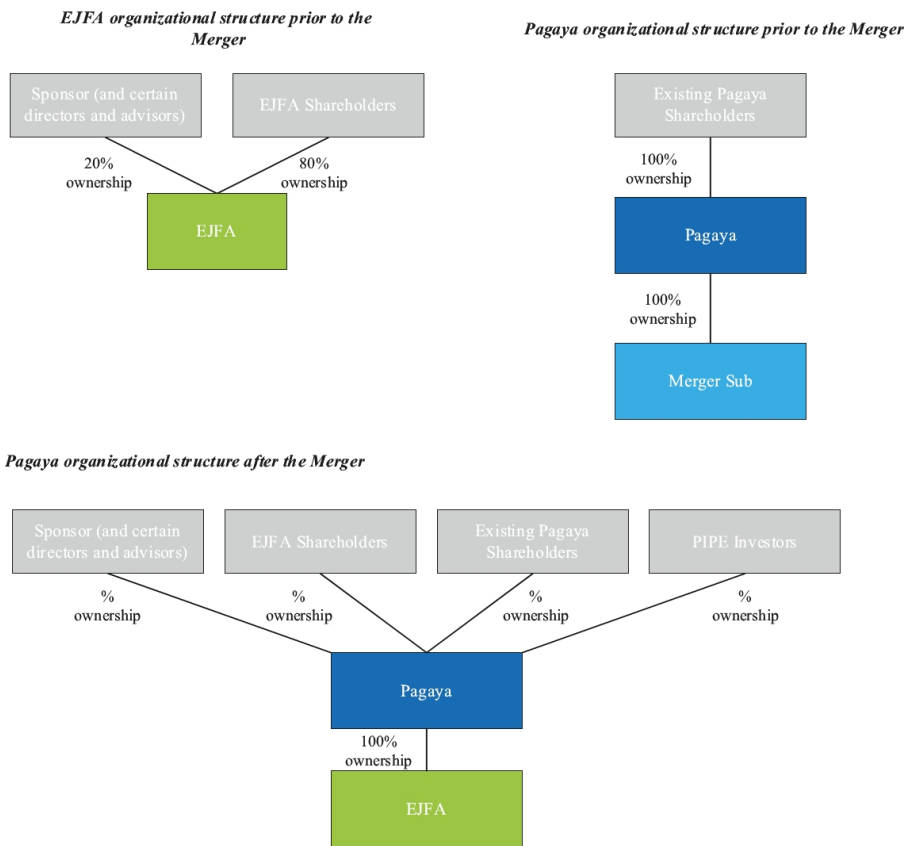 EJFA organizational structure prior to the
Merger
Sponsor (and certain
directors and advisors)
EJFA Shareholders
20%
ownership
80%
ownership
EJFA
Pagaya organizational structure prior to the Merger
Existing Pagaya
Shareholders
100%
ownership
Pagaya
100%
ownership
Merger Sub
Pagaya organizational structure after the Merger
Sponsor (and certain
directors and advisors)
EJFA Shareholders
Existing Pagaya
Shareholders
PIPE Investors
%
ownership
%
ownership
%
ownership
%
ownership
Pagaya
100%
ownership
EJFA